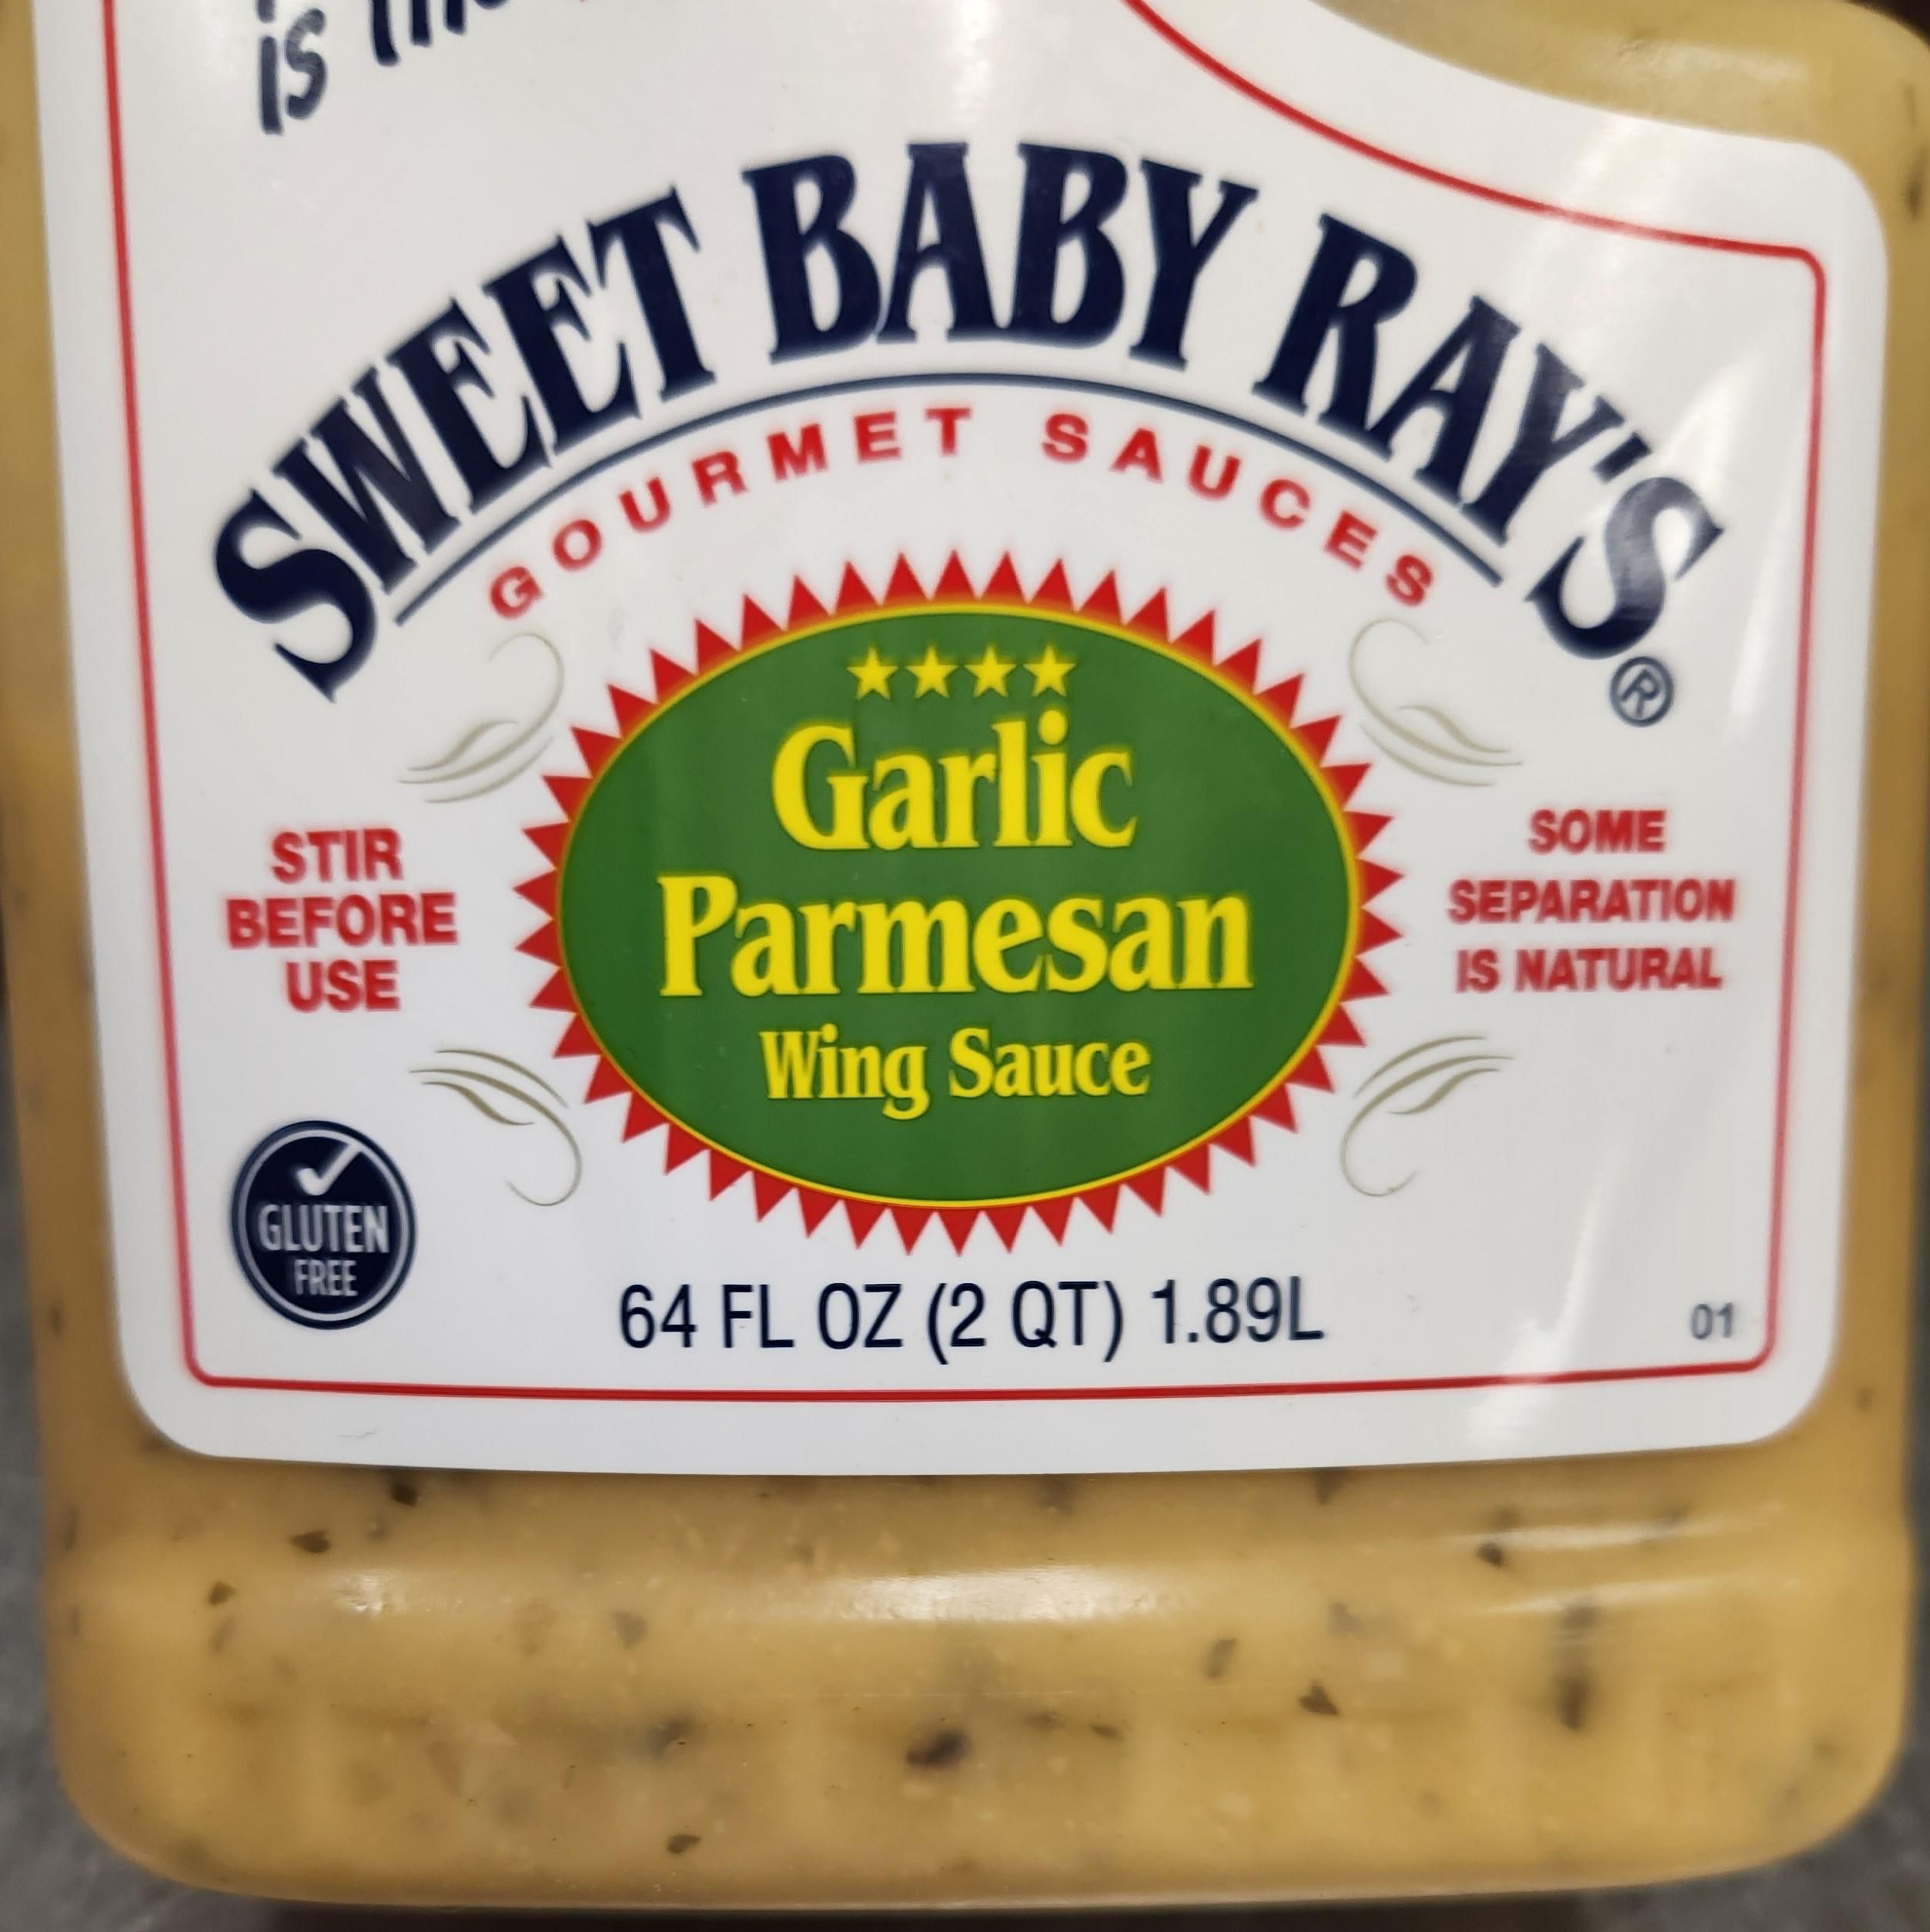 is
SWEET BABY RAY'S®
GOURMET SAUCES
Garlic
Parmesan
Wing Sauce
STIR
BEFORE
USE
SOME
SEPARATION
IS NATURAL
GLUTEN
FREE
64 FL OZ (2 QT) 1.89L
01